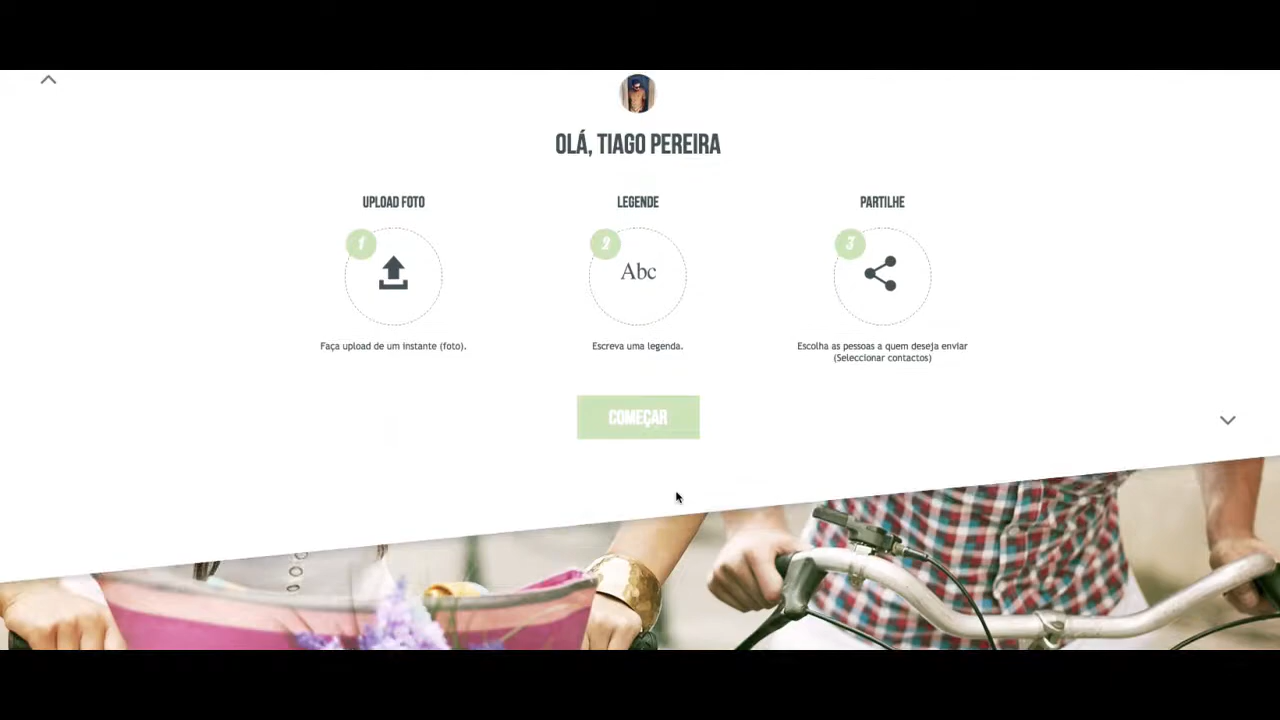 OLÁ, TIAGO PEREIRA
UPLOAD FOTO
LEGENDE
PARTILHE
1
2
3
Abc
Faça upload de um instante (foto).
Escreva uma legenda.
Escolha as pessoas a quem deseja enviar
(Seleccionar contactos)
COMEÇAR